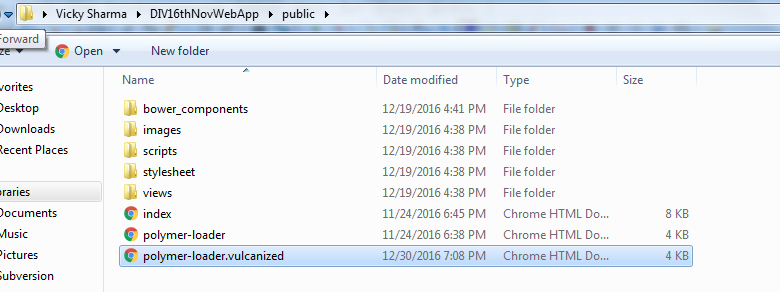 Vicky Sharma DIV16thNovWebApp public
Forward
Open New folder
Name Date modified Type Size
bower_components 12/19/2016 4:41 PM File folder
images 12/19/2016 4:38 PM File folder
scripts 12/19/2016 4:38 PM File folder
stylesheet 12/19/2016 4:38 PM File folder
views 12/19/2016 4:38 PM File folder
index 11/24/2016 6:45 PM Chrome HTML Do... 8 KB
polymer-loader 11/24/2016 6:38 PM Chrome HTML Do... 4 KB
polymer-loader.vulcanized 12/30/2016 7:08 PM Chrome HTML Do... 4 KB
vorites
Desktop
Downloads
Recent Places
braries
Documents
Music
Pictures
Subversion